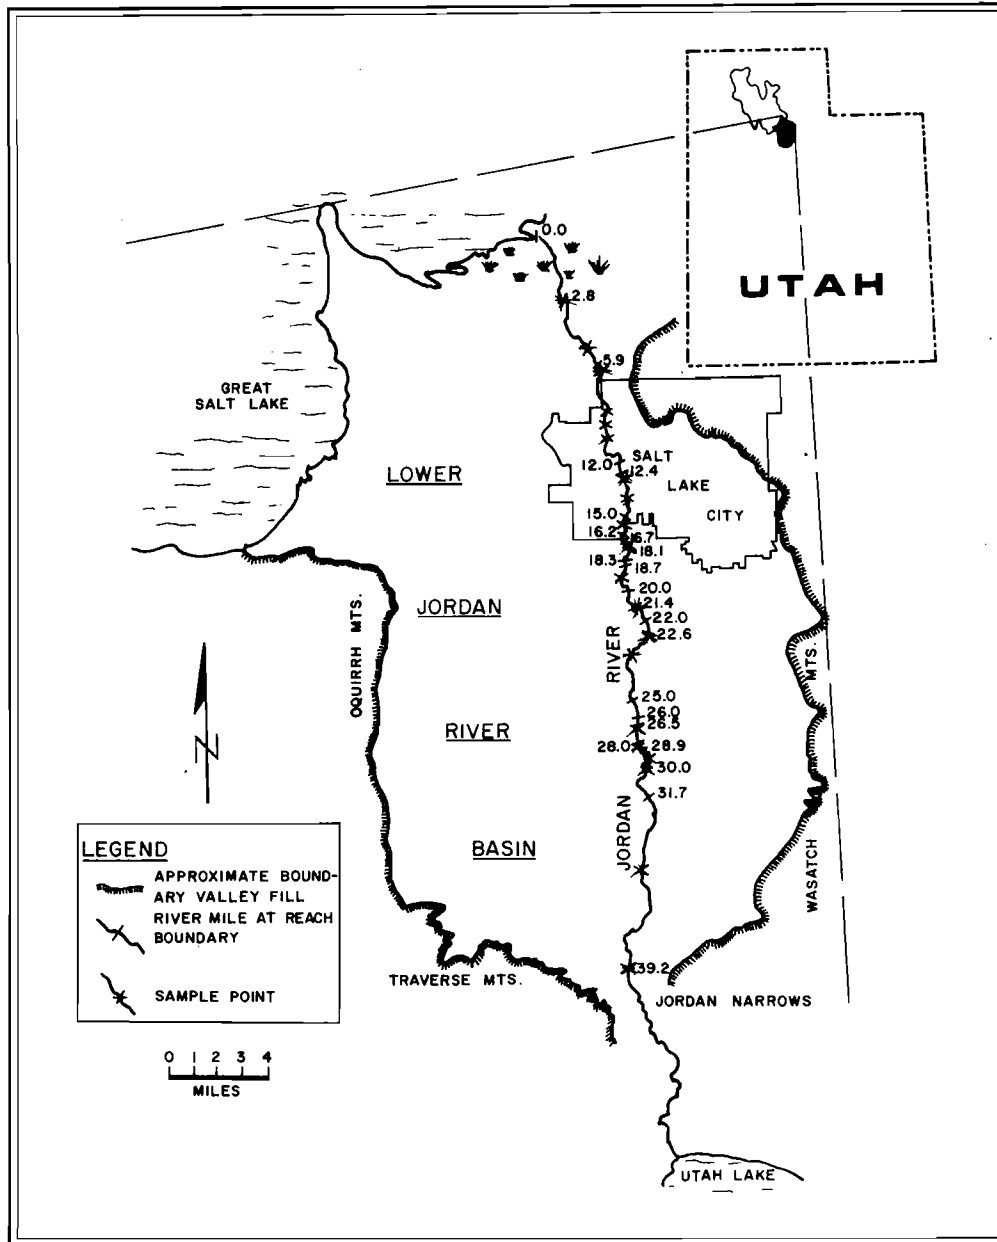 UTAH
0.0
2.8
5.9
GREAT
SALT LAKE
LOWER
SALT
12.0
12.4
LAKE
CITY
15.0
16.2
16.7
18.1
18.3
18.7
20.0
JORDAN
21.4
22.0
22.6
OQUIRRH MTS.
RIVER
MTS.
25.0
RIVER
26.0
26.5
28.0
28.9
30.0
31.7
JORDAN
BASIN
WASATCH
N
LEGEND
APPROXIMATE BOUND-
ARY VALLEY FILL
RIVER MILE AT REACH
BOUNDARY
SAMPLE POINT
39.2
TRAVERSE MTS.
JORDAN NARROWS
0 1 2 3 4
MILES
UTAH LAKE